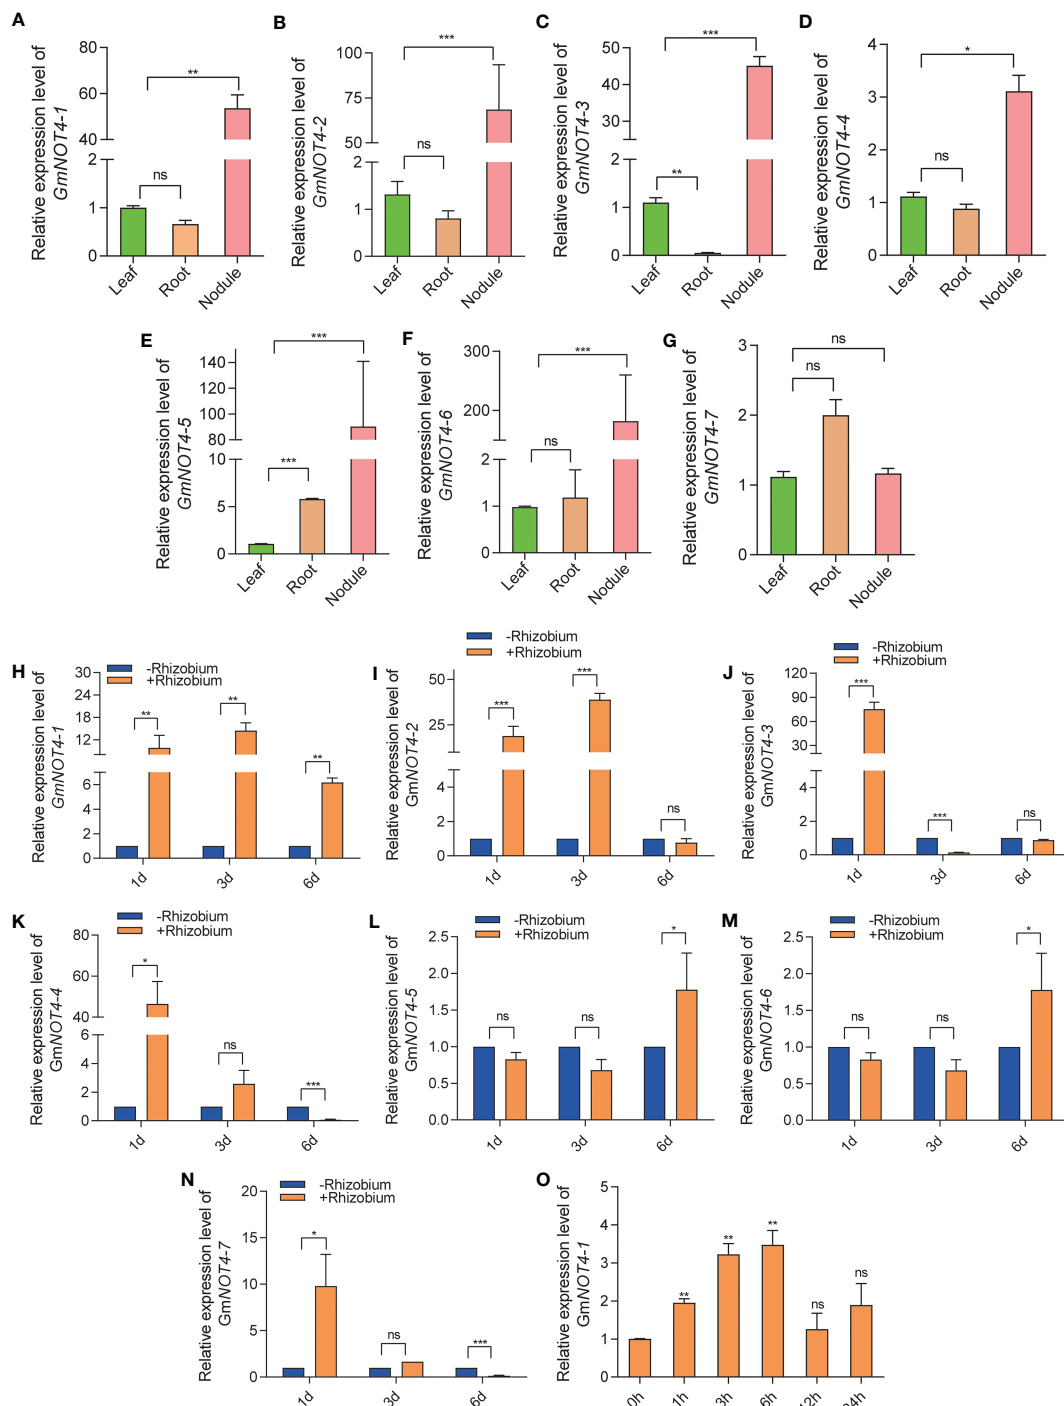 A
Relative expression level of
GmNOT4-1
80
60
40
2
1
0
**
ns
Leaf
Root
Nodule
B
Relative expression level of
GmNOT4-2
100
75
50
2
1
0
***
ns
Leaf
Root
Nodule
C
Relative expression level of
GmNOT4-3
50
40
30
2
1
0
***
**
Leaf
Root
Nodule
D
Relative expression level of
GmNOT4-4
4
3
2
1
0
*
ns
Leaf
Root
Nodule
E
Relative expression level of
GmNOT4-5
140
120
100
80
10
5
0
***
***
Leaf
Root
Nodule
F
Relative expression level of
GmNOT4-6
300
200
2
1
0
***
ns
Leaf
Root
Nodule
G
Relative expression level of
GmNOT4-7
3
2
1
0
ns
ns
Leaf
Root
Nodule
H
-Rhizobium
+Rhizobium
Relative expression level of
GmNOT4-1
30
24
18
12
6
4
2
0
**
**
**
1d
3d
6d
I
-Rhizobium
+Rhizobium
Relative expression level of
GmNOT4-2
50
25
4
2
0
***
***
ns
1d
3d
6d
J
-Rhizobium
+Rhizobium
Relative expression level of
GmNOT4-3
120
90
60
30
4
2
0
***
***
ns
1d
3d
6d
K
-Rhizobium
+Rhizobium
Relative expression level of
GmNOT4-4
80
60
40
6
4
2
0
*
ns
***
1d
3d
6d
L
-Rhizobium
+Rhizobium
Relative expression level of
GmNOT4-5
2.5
2.0
1.5
1.0
0.5
0.0
ns
ns
*
1d
3d
6d
M
-Rhizobium
+Rhizobium
Relative expression level of
GmNOT4-6
2.5
2.0
1.5
1.0
0.5
0.0
ns
ns
*
1d
3d
6d
N
-Rhizobium
+Rhizobium
Relative expression level of
GmNOT4-7
20
15
10
5
0
*
ns
***
1d
3d
6d
O
Relative expression level of
GmNOT4-1
5
4
3
2
1
0
**
**
**
ns
ns
0h
1h
3h
6h
12h
24h